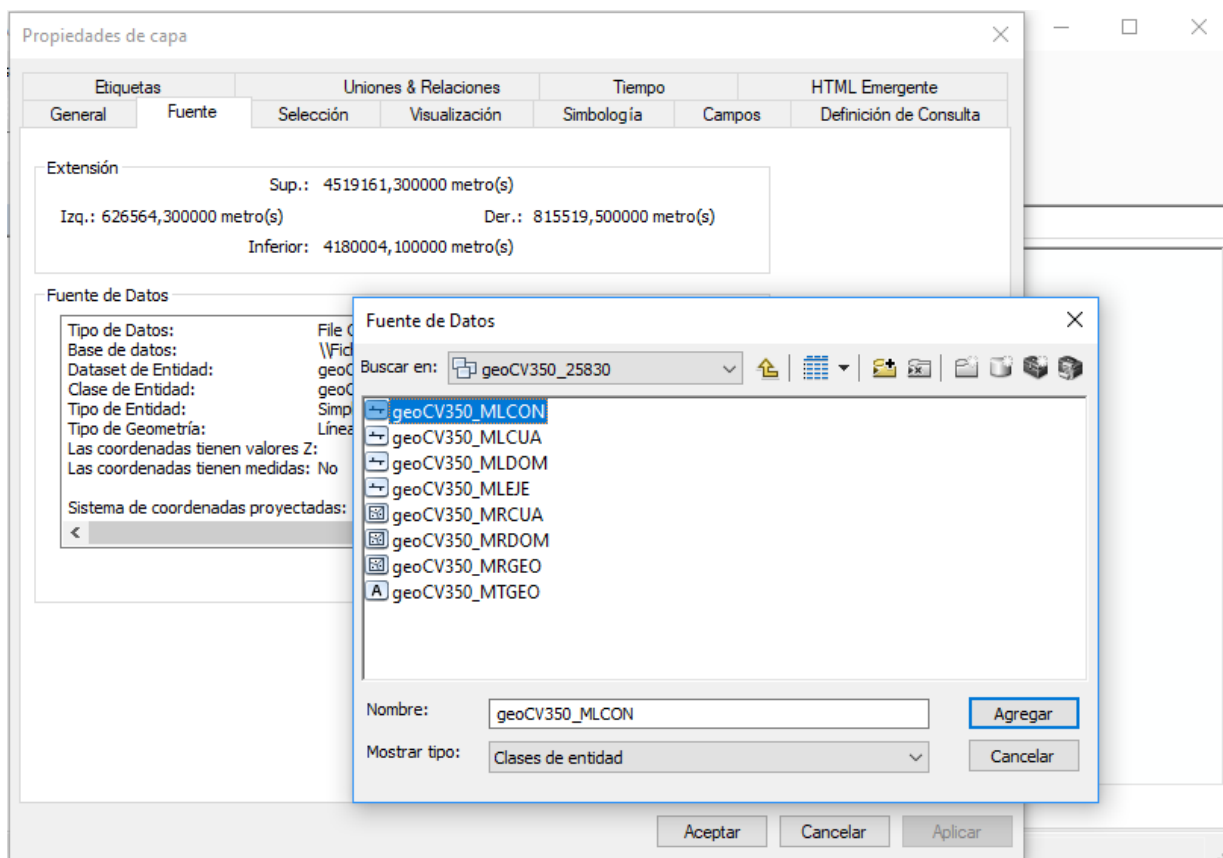 Propiedades de capa
Etiquetas Uniones & Relaciones Tiempo HTML Emergente
General Fuente Selección Visualización Simbología Campos Definición de Consulta
Extensión
Sup.: 4519161,300000 metro(s)
Izq.: 626564,300000 metro(s) Der.: 815519,500000 metro(s)
Inferior: 4180004,100000 metro(s)
Fuente de Datos
Tipo de Datos: File
Base de datos:
Dataset de Entidad:
Clase de Entidad:
Tipo de Entidad:
Tipo de Geometría: Línea
Las coordenadas tienen valores Z:
Las coordenadas tienen medidas: No
Sistema de coordenadas proyectadas:
Fuente de Datos
Buscar en: geoCV350_25830
geoCV350_MLCON
geoCV350_MLCUA
geoCV350_MLDOM
geoCV350_MLEJE
geoCV350_MRCUA
geoCV350_MRDOM
geoCV350_MRGEO
A geoCV350_MTGEO
Nombre: geoCV350_MLCON Agregar
Mostrar tipo: Clases de entidad Cancelar
Aceptar Cancelar Aplicar